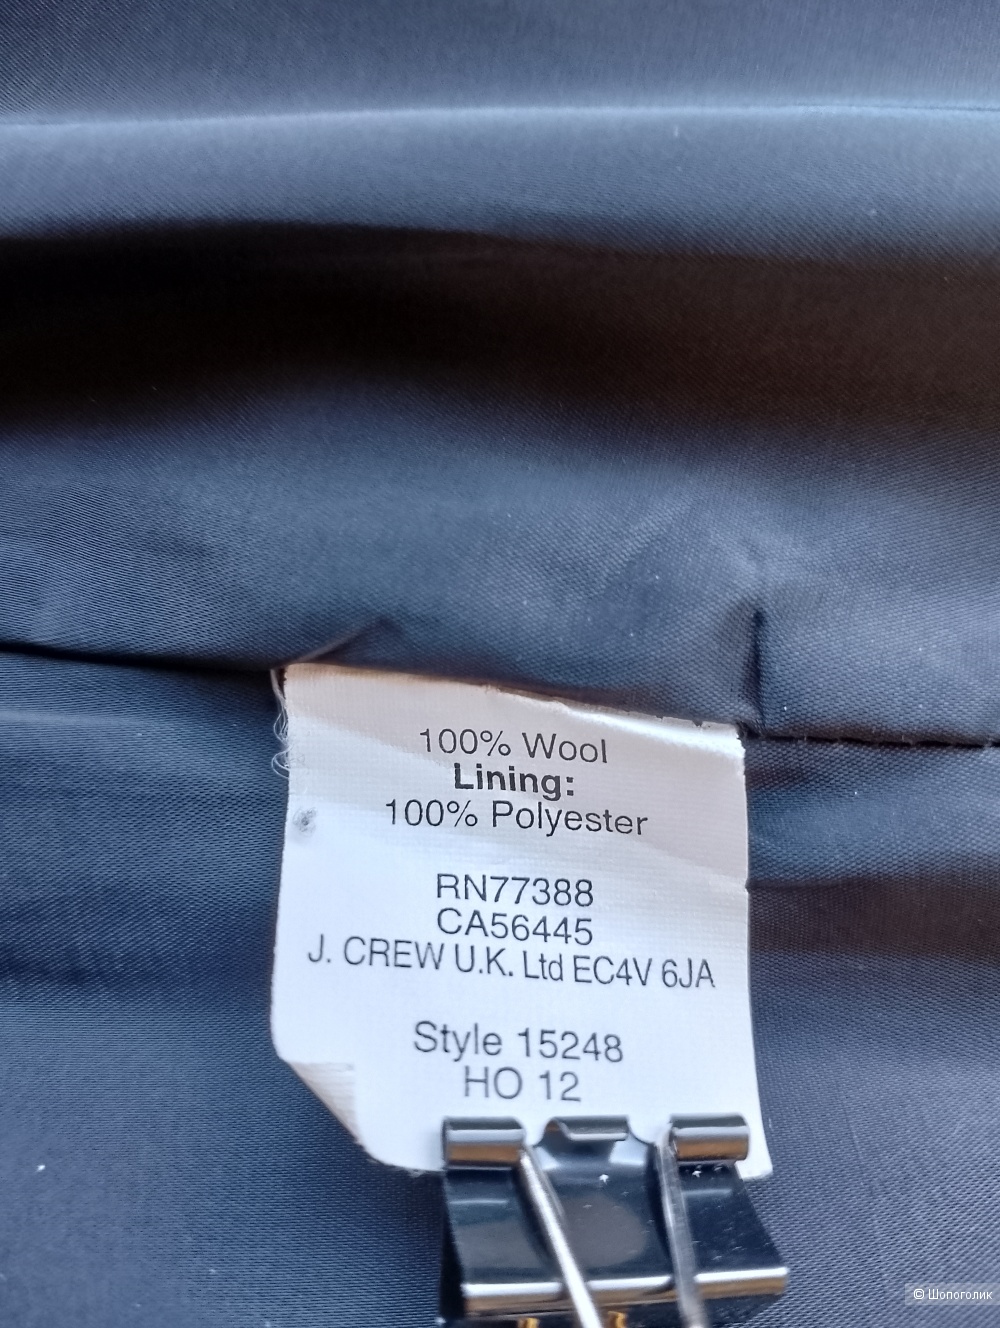 100% Wool
Lining:
100% Polyester
RN77388
CA56445
J. CREW U.K. Ltd EC4V 6JA
Style 15248
HO 12
© Шопоголик